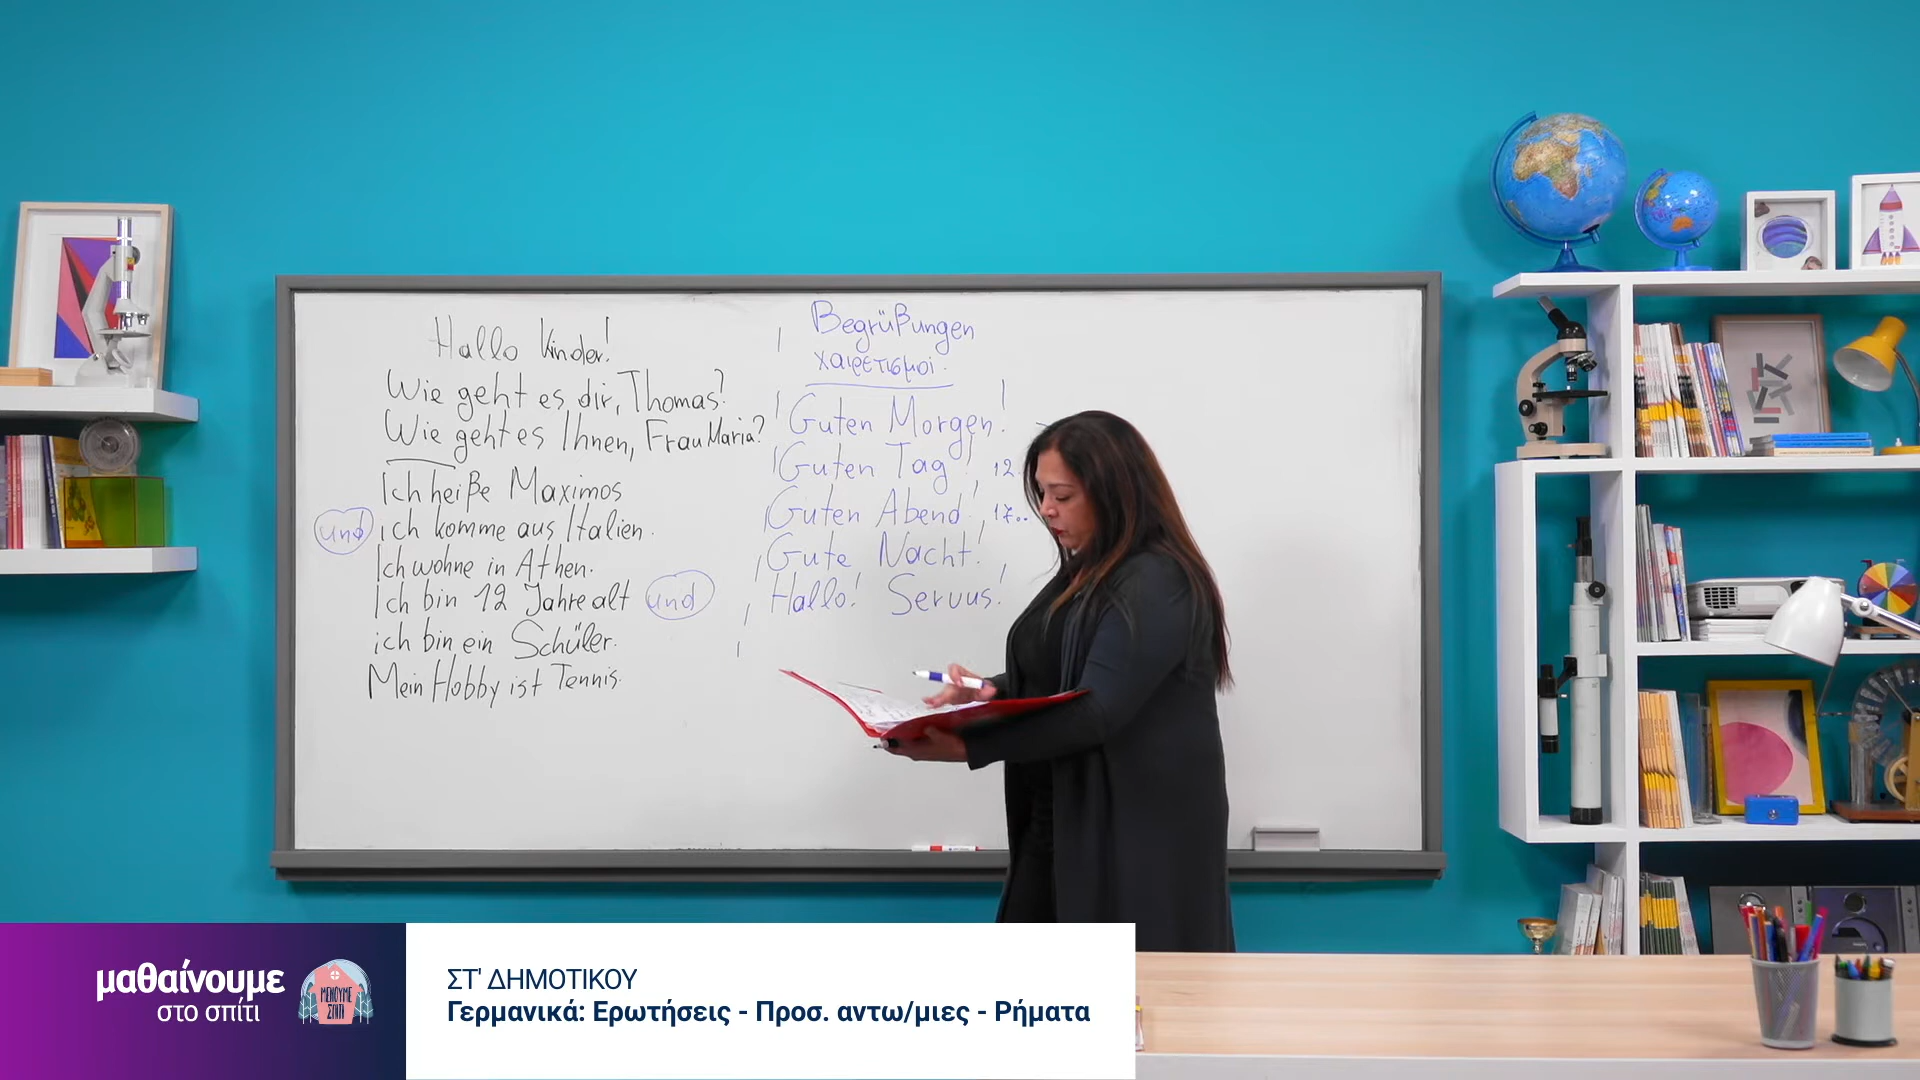 Hallo Kinder!
Wie geht es dir, Thomas?
Wie geht es Ihnen, Frau Maria?
Ich heiße Maximos
und ich komme aus Italien.
Ich wohne in Athen.
Ich bin 12 Jahre alt und
ich bin ein Schüler.
Mein Hobby ist Tennis.
Begrüßungen
χαιρετισμοί.
Guten Morgen!
Guten Tag! 12.
Guten Abend! 17..
Gute Nacht!
Hallo! Servus!
μαθαίνουμε
στο σπίτι
ΜΕΝΟΥΜΕ
ΣΠΙΤΙ
ΣΤ' ΔΗΜΟΤΙΚΟΥ
Γερμανικά: Ερωτήσεις - Προσ. αντω/μιες - Ρήματα